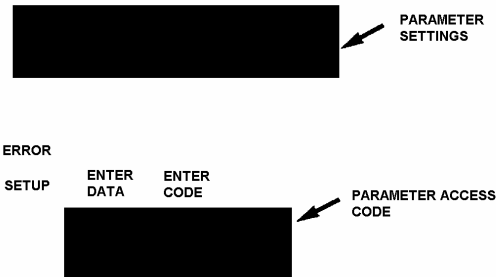 PARAMETER
SETTINGS
ERROR
SETUP
ENTER
DATA
ENTER
CODE
PARAMETER ACCESS
CODE